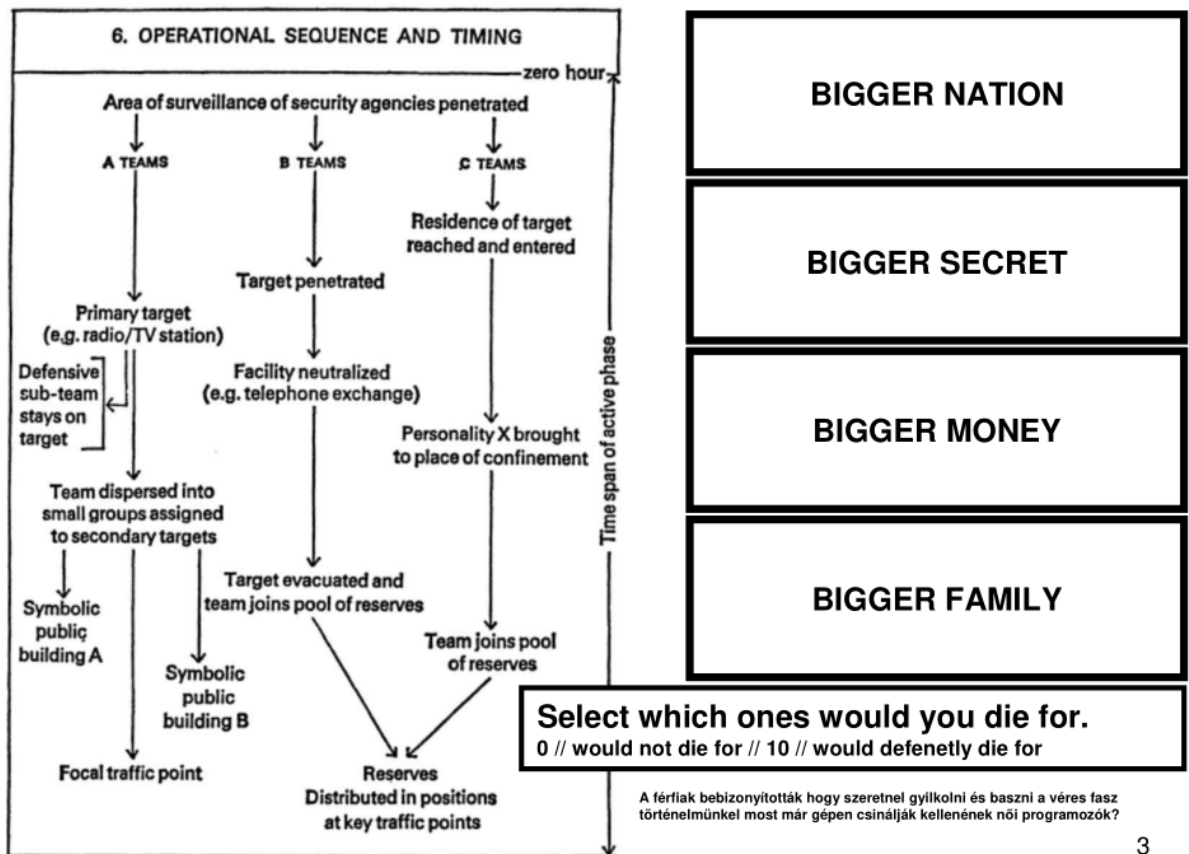 6. OPERATIONAL SEQUENCE AND TIMING
zero hour
Area of surveillance of security agencies penetrated
A TEAMS
B TEAMS
C TEAMS
Residence of target
reached and entered
Target penetrated
Primary target
(e.g. radio/TV station)
Defensive
sub-team
stays on
target
Facility neutralized
(e.g. telephone exchange)
Personality X brought
to place of confinement
Time span of active phase
Team dispersed into
small groups assigned
to secondary targets
Target evacuated and
team joins pool of reserves
Symbolic
public
building A
Team joins pool
of reserves
Symbolic
public
building B
Focal traffic point
Reserves
Distributed in positions
at key traffic points
BIGGER NATION
BIGGER SECRET
BIGGER MONEY
BIGGER FAMILY
Select which ones would you die for.
0 // would not die for // 10 // would defenetly die for
A férfiak bebizonyították hogy szeretnel gyilkolni és baszni a véres fasz
történelmünkel most már gépen csinálják kellenének női programozók?
3